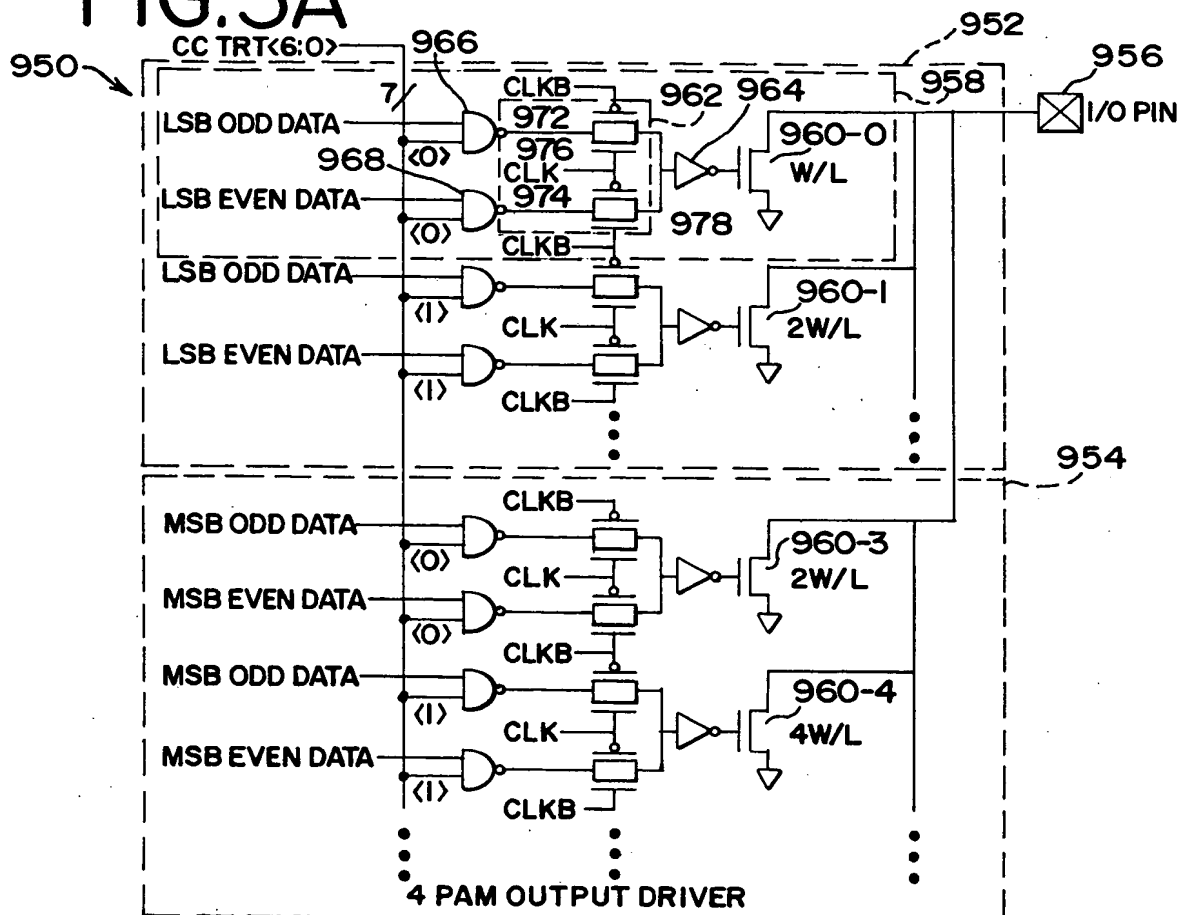 FIG.5A
CC TRT<6:0>
966
952
950
958
956
7
CLKB
962
964
I/O PIN
LSB ODD DATA
972
960-0
<0>
976
W/L
968
CLK
LSB EVEN DATA
974
<0>
978
CLKB
LSB ODD DATA
960-1
<1>
CLK
2W/L
LSB EVEN DATA
<1>
CLKB
954
CLKB
MSB ODD DATA
960-3
<0>
CLK
2W/L
MSB EVEN DATA
<0>
CLKB
MSB ODD DATA
960-4
<1>
CLK
4W/L
MSB EVEN DATA
<1>
CLKB
4 PAM OUTPUT DRIVER